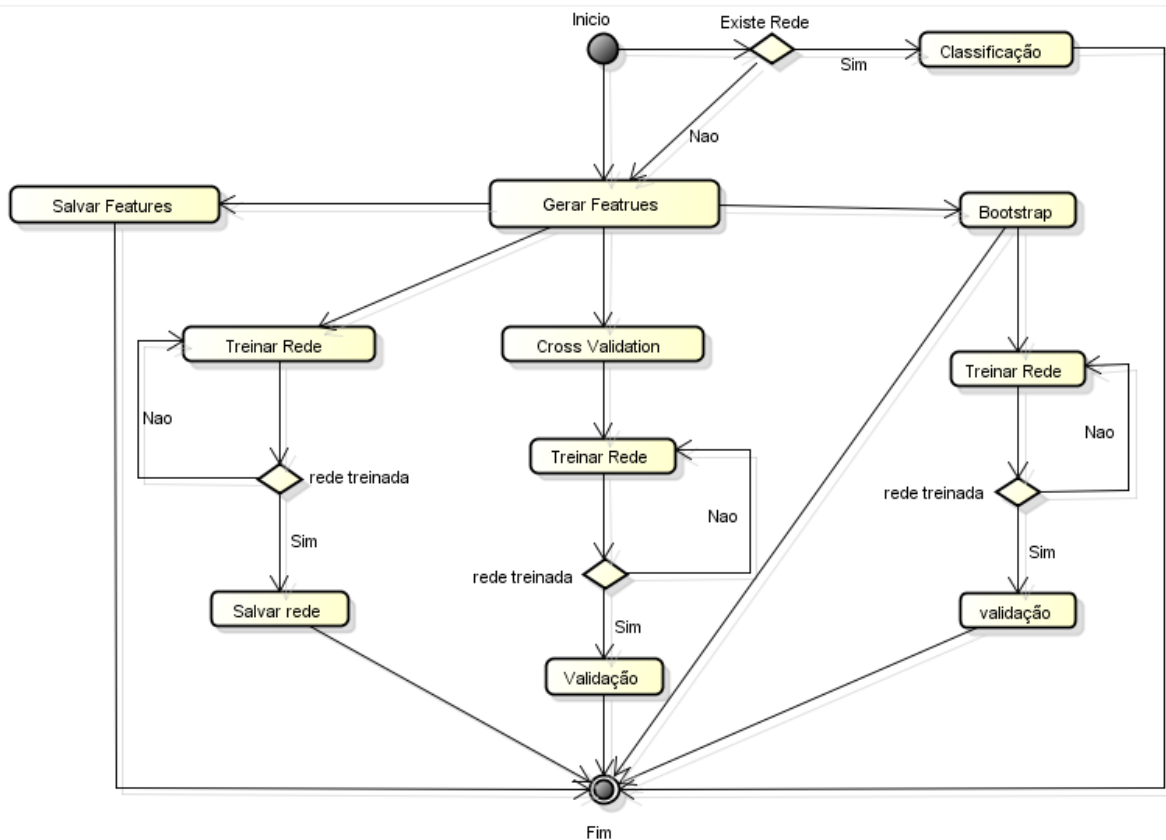 Inicio
Existe Rede
Classificação
Sim
Nao
Salvar Features
Gerar Featrues
Bootstrap
Treinar Rede
Cross Validation
Treinar Rede
Nao
Nao
Treinar Rede
rede treinada
Nao
rede treinada
Sim
Sim
rede treinada
Salvar rede
validação
Sim
Validação
Fim